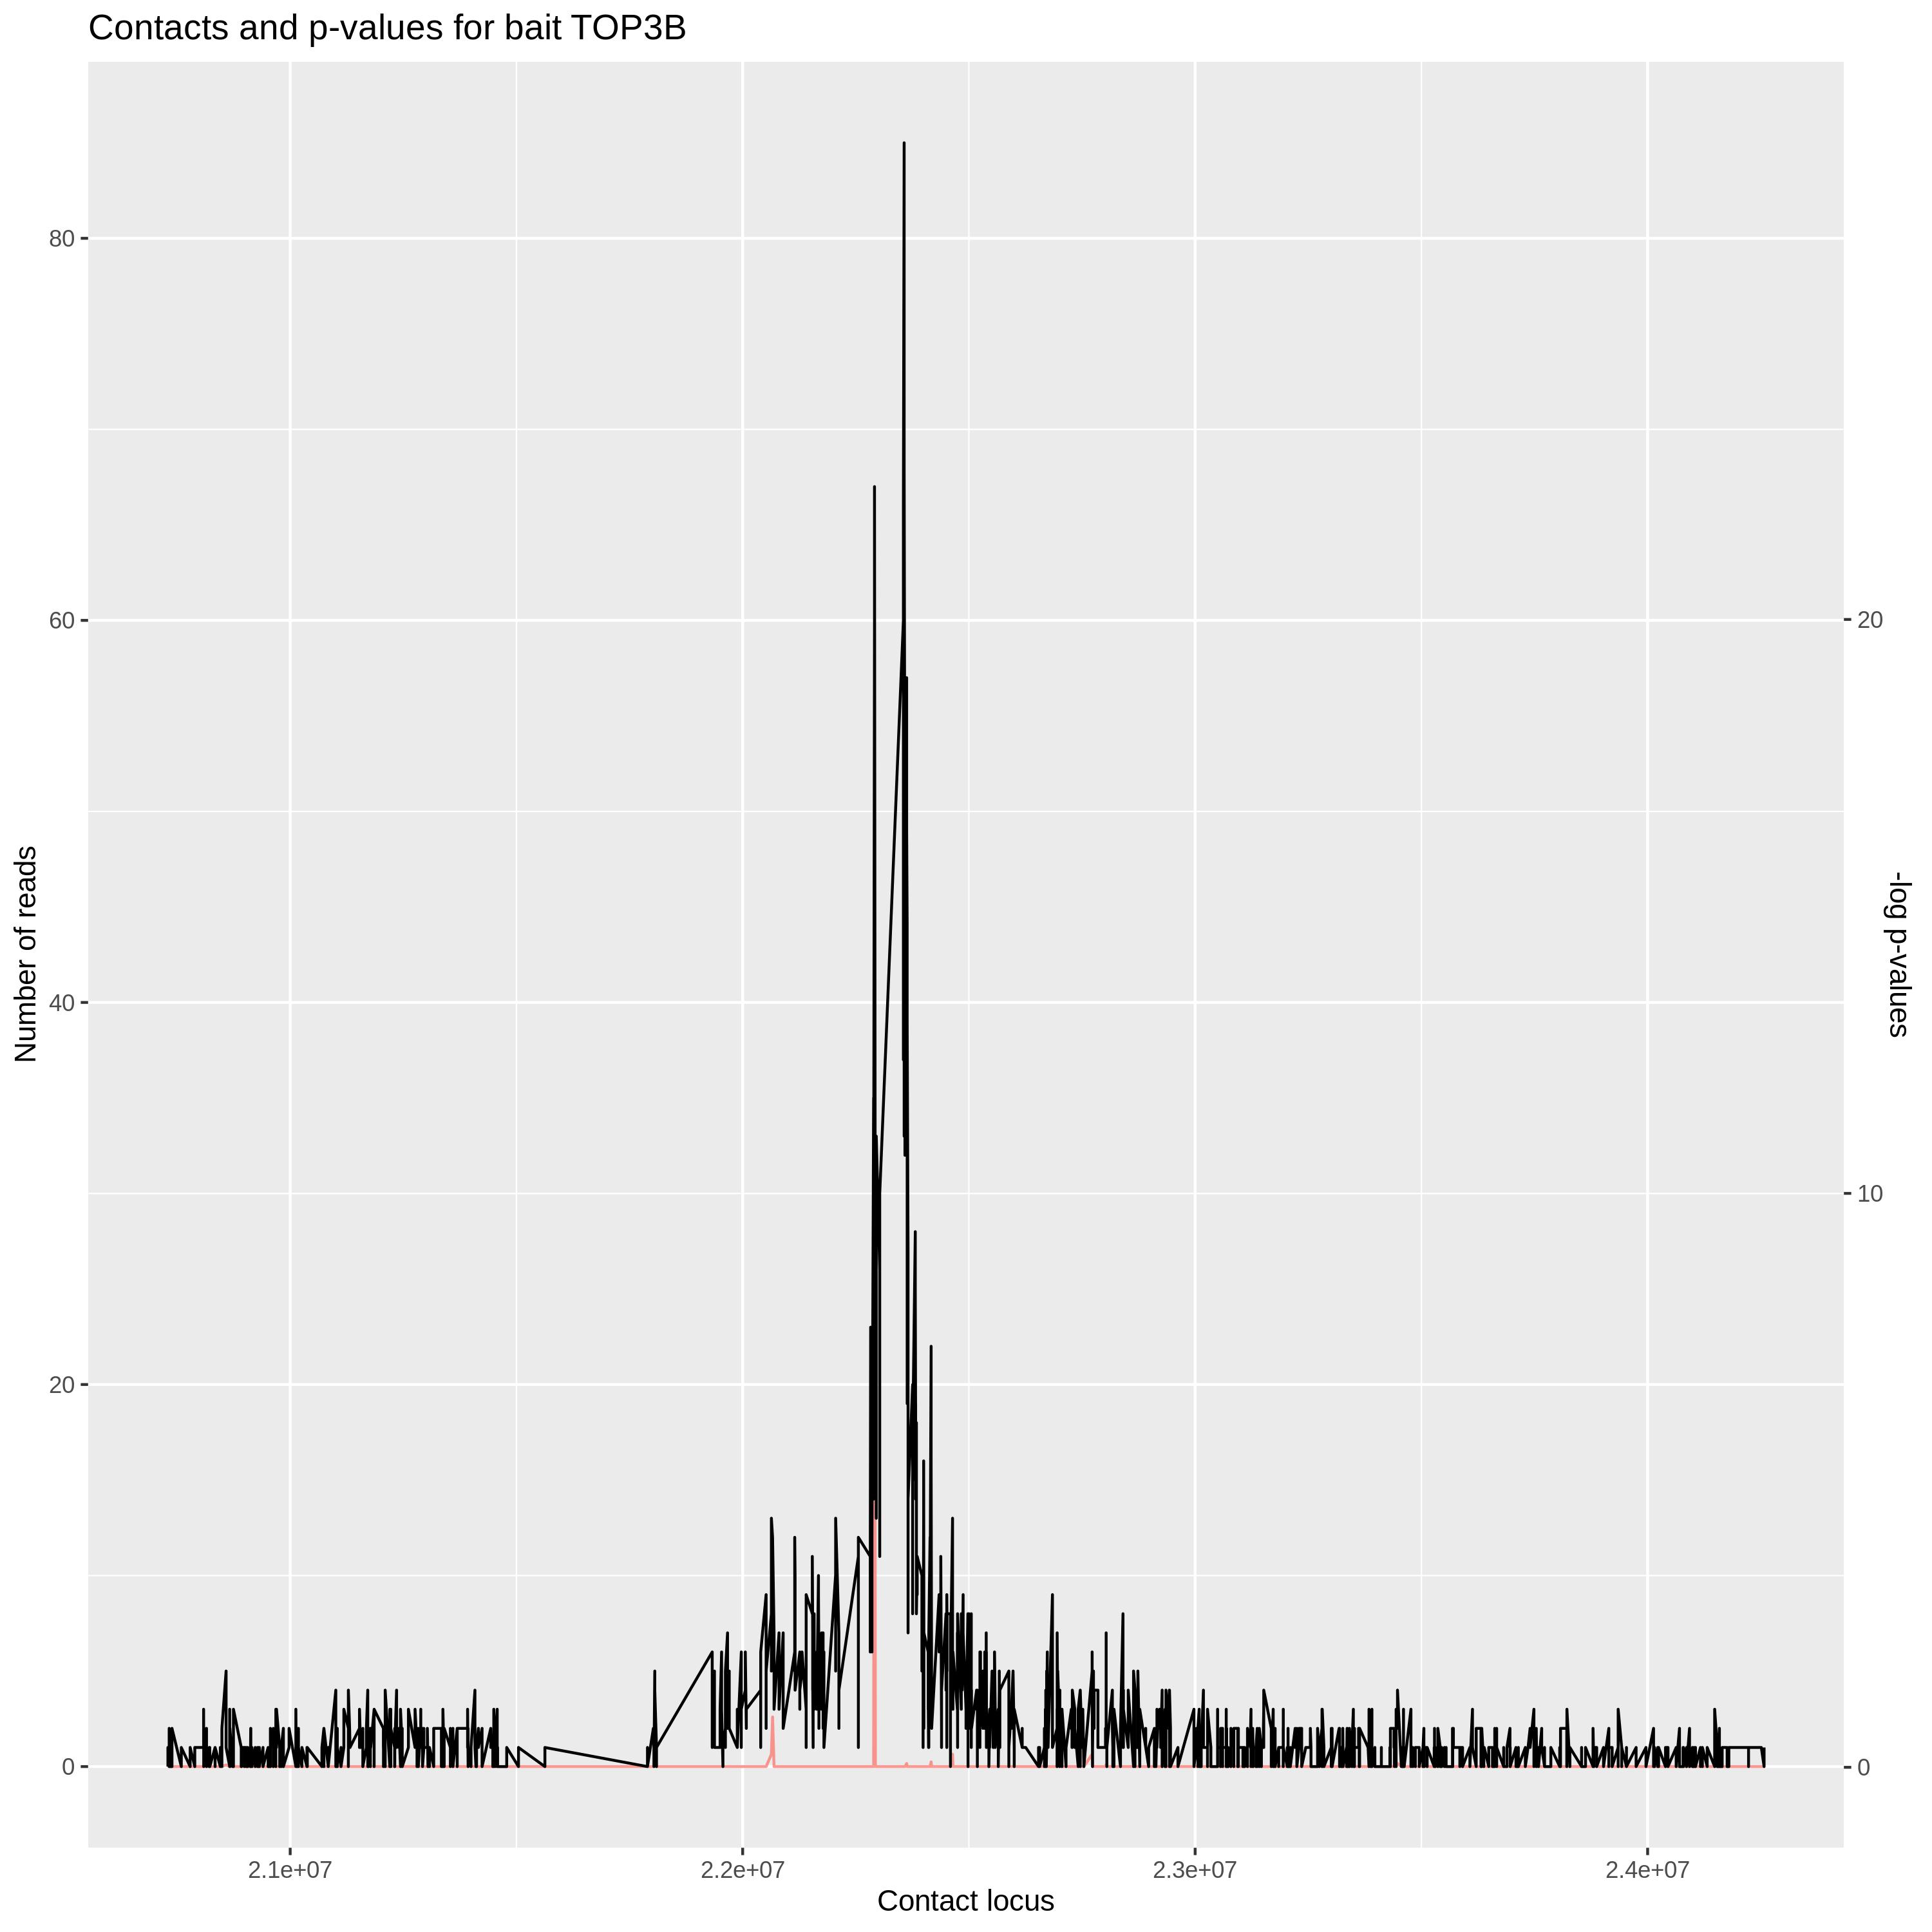 Contacts and p-values for bait TOP3B
80
60
40
20
0
Number of reads
20
10
0
-log p-values
2.1e+07
2.2e+07
2.3e+07
2.4e+07
Contact locus